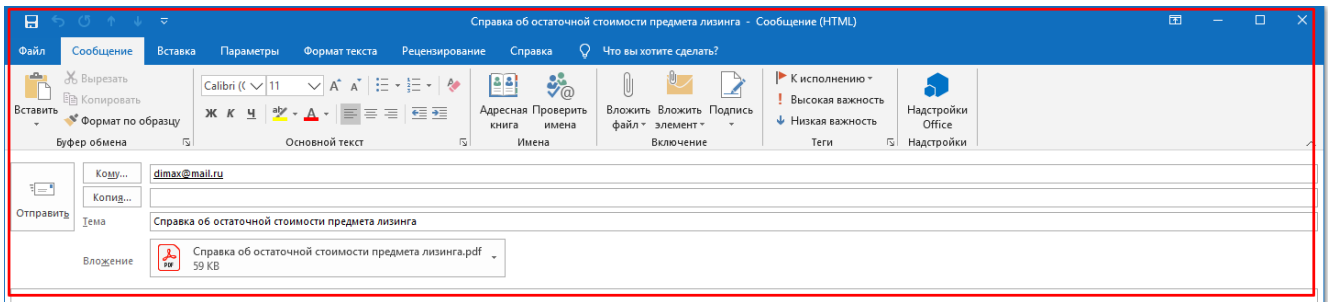 Справка об остаточной стоимости предмета лизинга - Сообщение (HTML)
Файл Сообщение Вставка Параметры Формат текста Рецензирование Справка Что вы хотите сделать?
Вставить
Вырезать
Копировать
Формат по образцу
Буфер обмена
Calibri (С 11
Ж К Ч
Основной текст
Адресная книга
Проверить имена
Имена
Вложить файл
Вложить элемент
Подпись
Включение
К исполнению
Высокая важность
Низкая важность
Теги
Надстройки Office
Надстройки
Отправить
Кому... dimax@mail.ru
Копия...
Тема Справка об остаточной стоимости предмета лизинга
Вложение Справка об остаточной стоимости предмета лизинга.pdf
PDF 59 KB